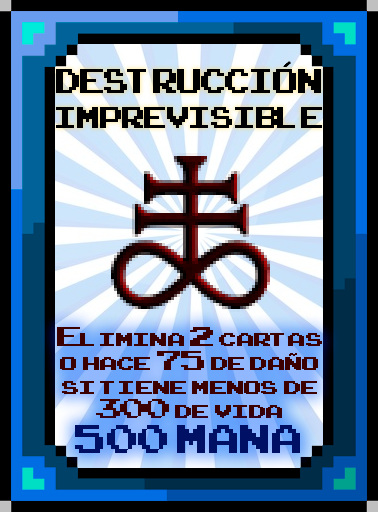 DESTRUCCIÓN
IMPREVISIBLE
ELIMINA 2 CARTAS
O HACE 75 DE DAÑO
SI TIENE MENOS DE
300 DE VIDA
500 MANA